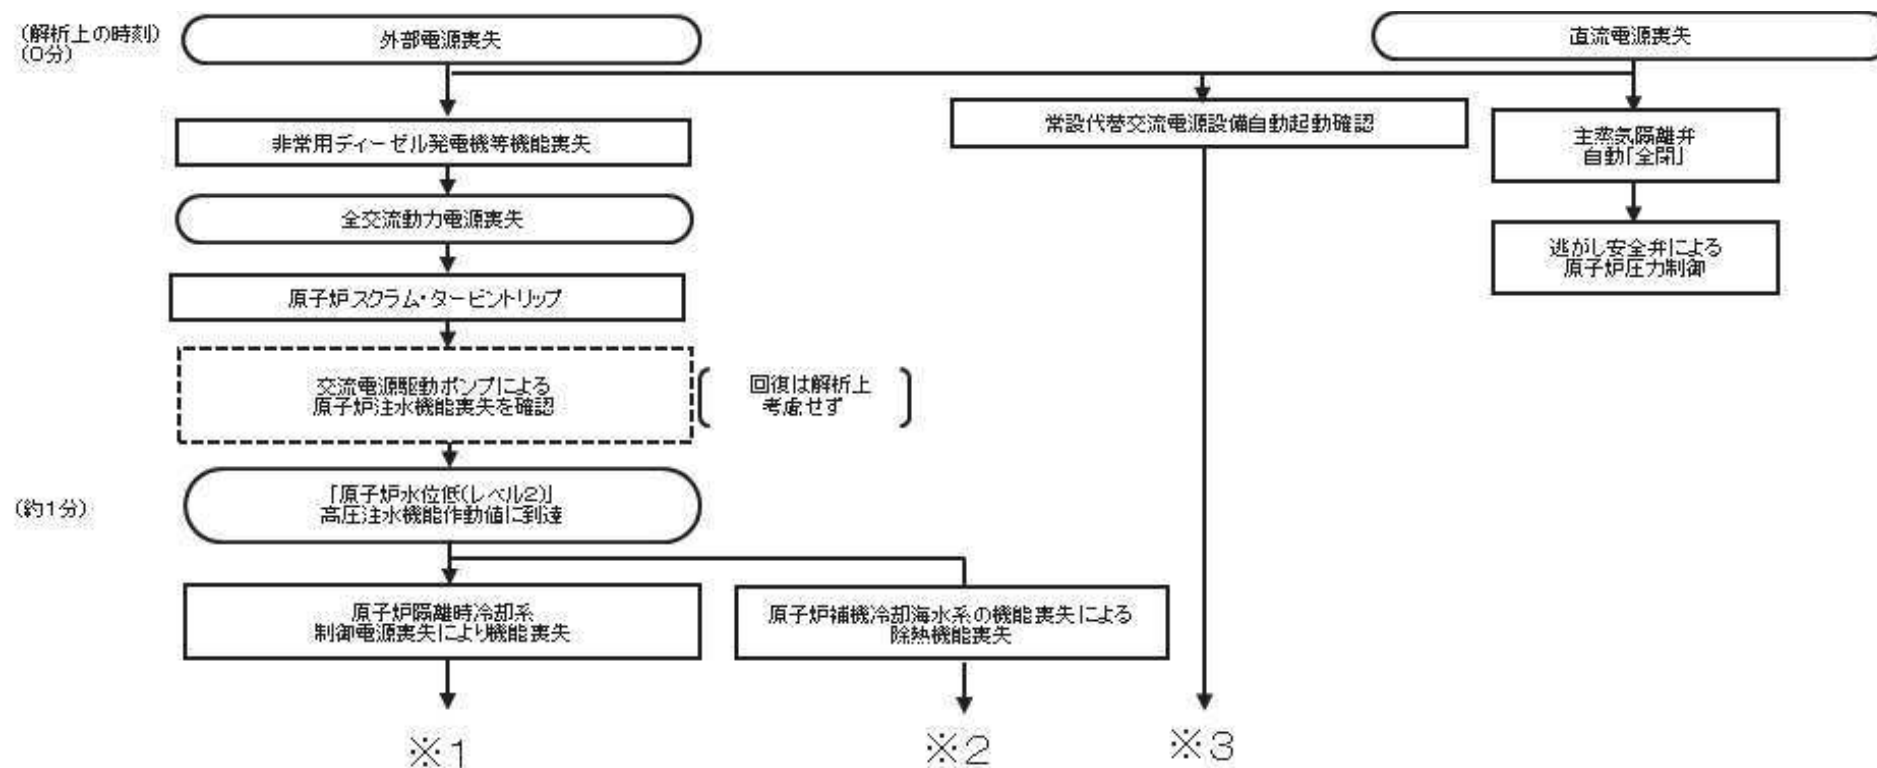 (解析上の時刻)
(0分)
外部電源喪失
直流電源喪失
非常用ディーゼル発電機等機能喪失
常設代替交流電源設備自動起動確認
主蒸気隔離弁
自動「全閉」
全交流動力電源喪失
逃がし安全弁による
原子炉圧力制御
原子炉スクラム・タービントリップ
交流電源駆動ポンプによる
原子炉注水機能喪失を確認
回復は解析上
考慮せず
(約1分)
「原子炉水位低(レベル2)」
高圧注水機能作動値に到達
原子炉隔離時冷却系
制御電源喪失により機能喪失
原子炉補機冷却海水系の機能喪失による
除熱機能喪失
※1
※2
※3